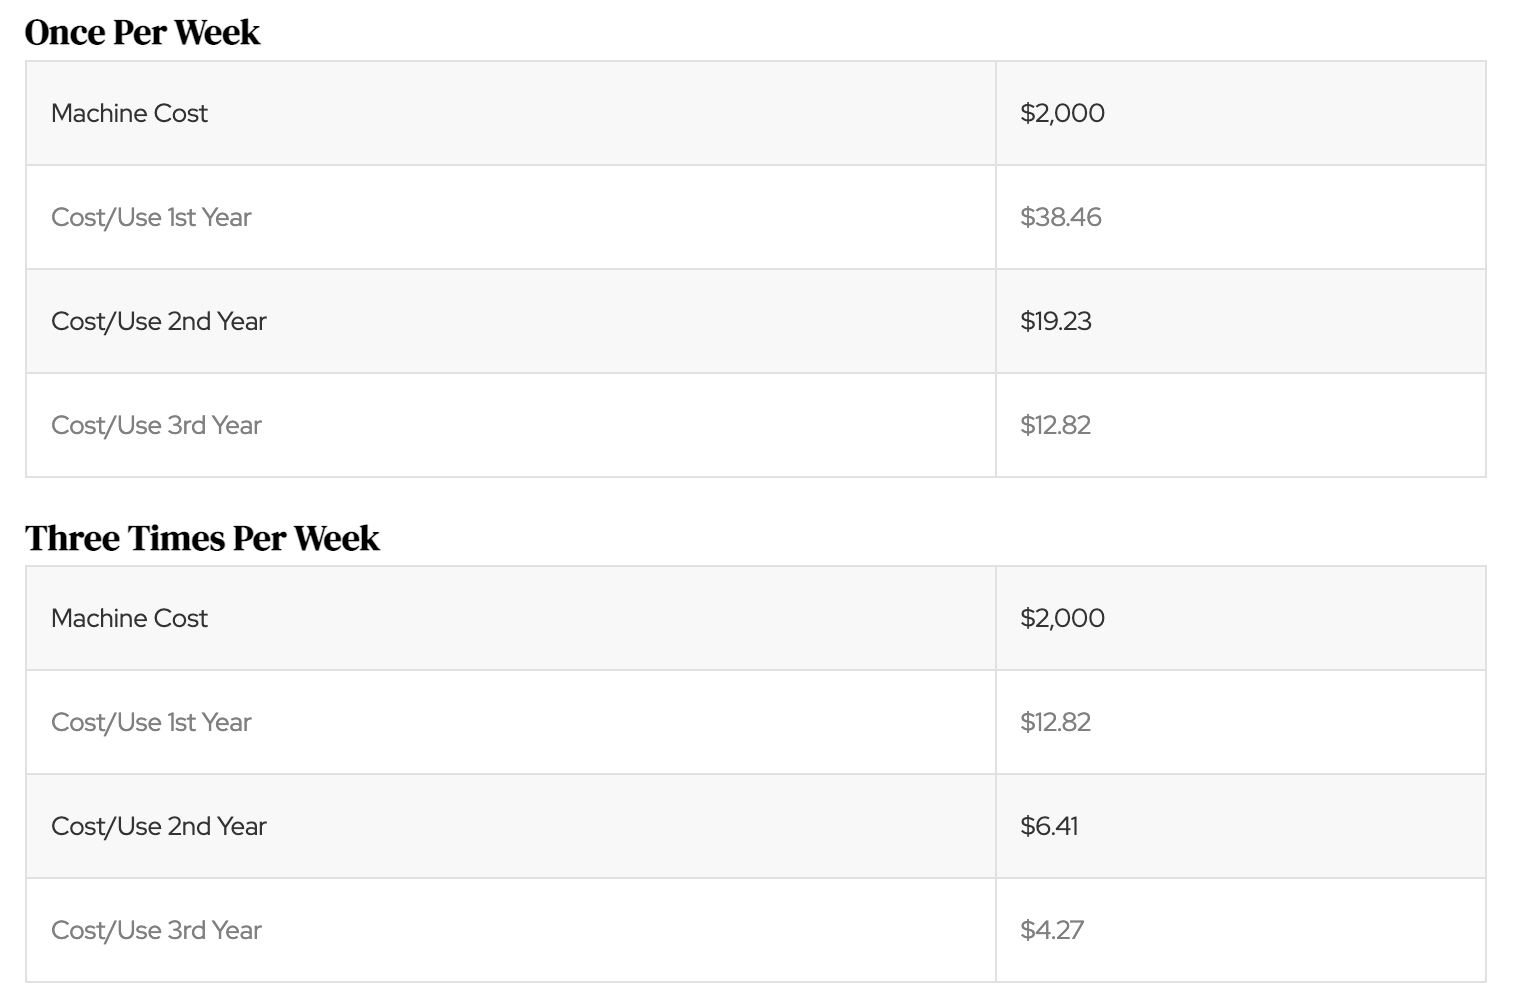 Once Per Week
Machine Cost $2,000
Cost/Use 1st Year $38.46
Cost/Use 2nd Year $19.23
Cost/Use 3rd Year $12.82
Three Times Per Week
Machine Cost $2,000
Cost/Use 1st Year $12.82
Cost/Use 2nd Year $6.41
Cost/Use 3rd Year $4.27